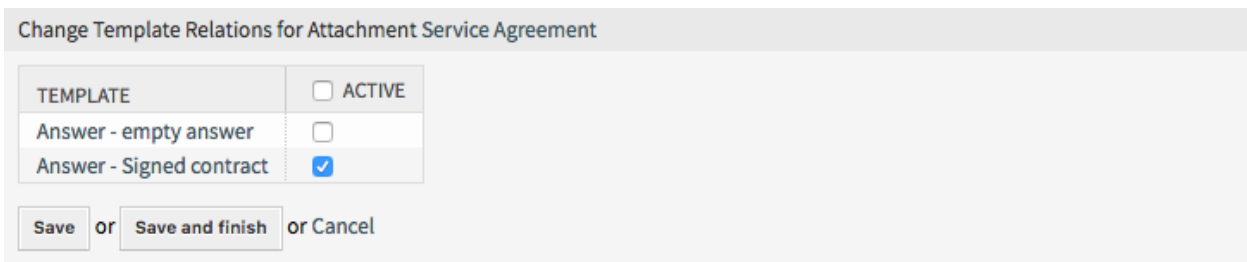 Change Template Relations for Attachment Service Agreement
TEMPLATE ACTIVE
Answer - empty answer
Answer - Signed contract
Save or Save and finish or Cancel